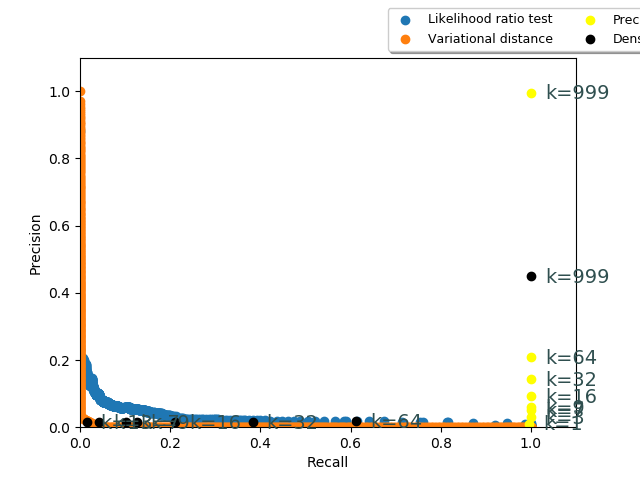 Likelihood ratio test
Prec
Variational distance
Dens
1.0
0.8
0.6
0.4
0.2
0.0
Precision
k=999
k=999
k=64
k=32
k=16
k=3
k=1
k=16
k=32
k=64
0.0
0.2
0.4
0.6
0.8
1.0
Recall